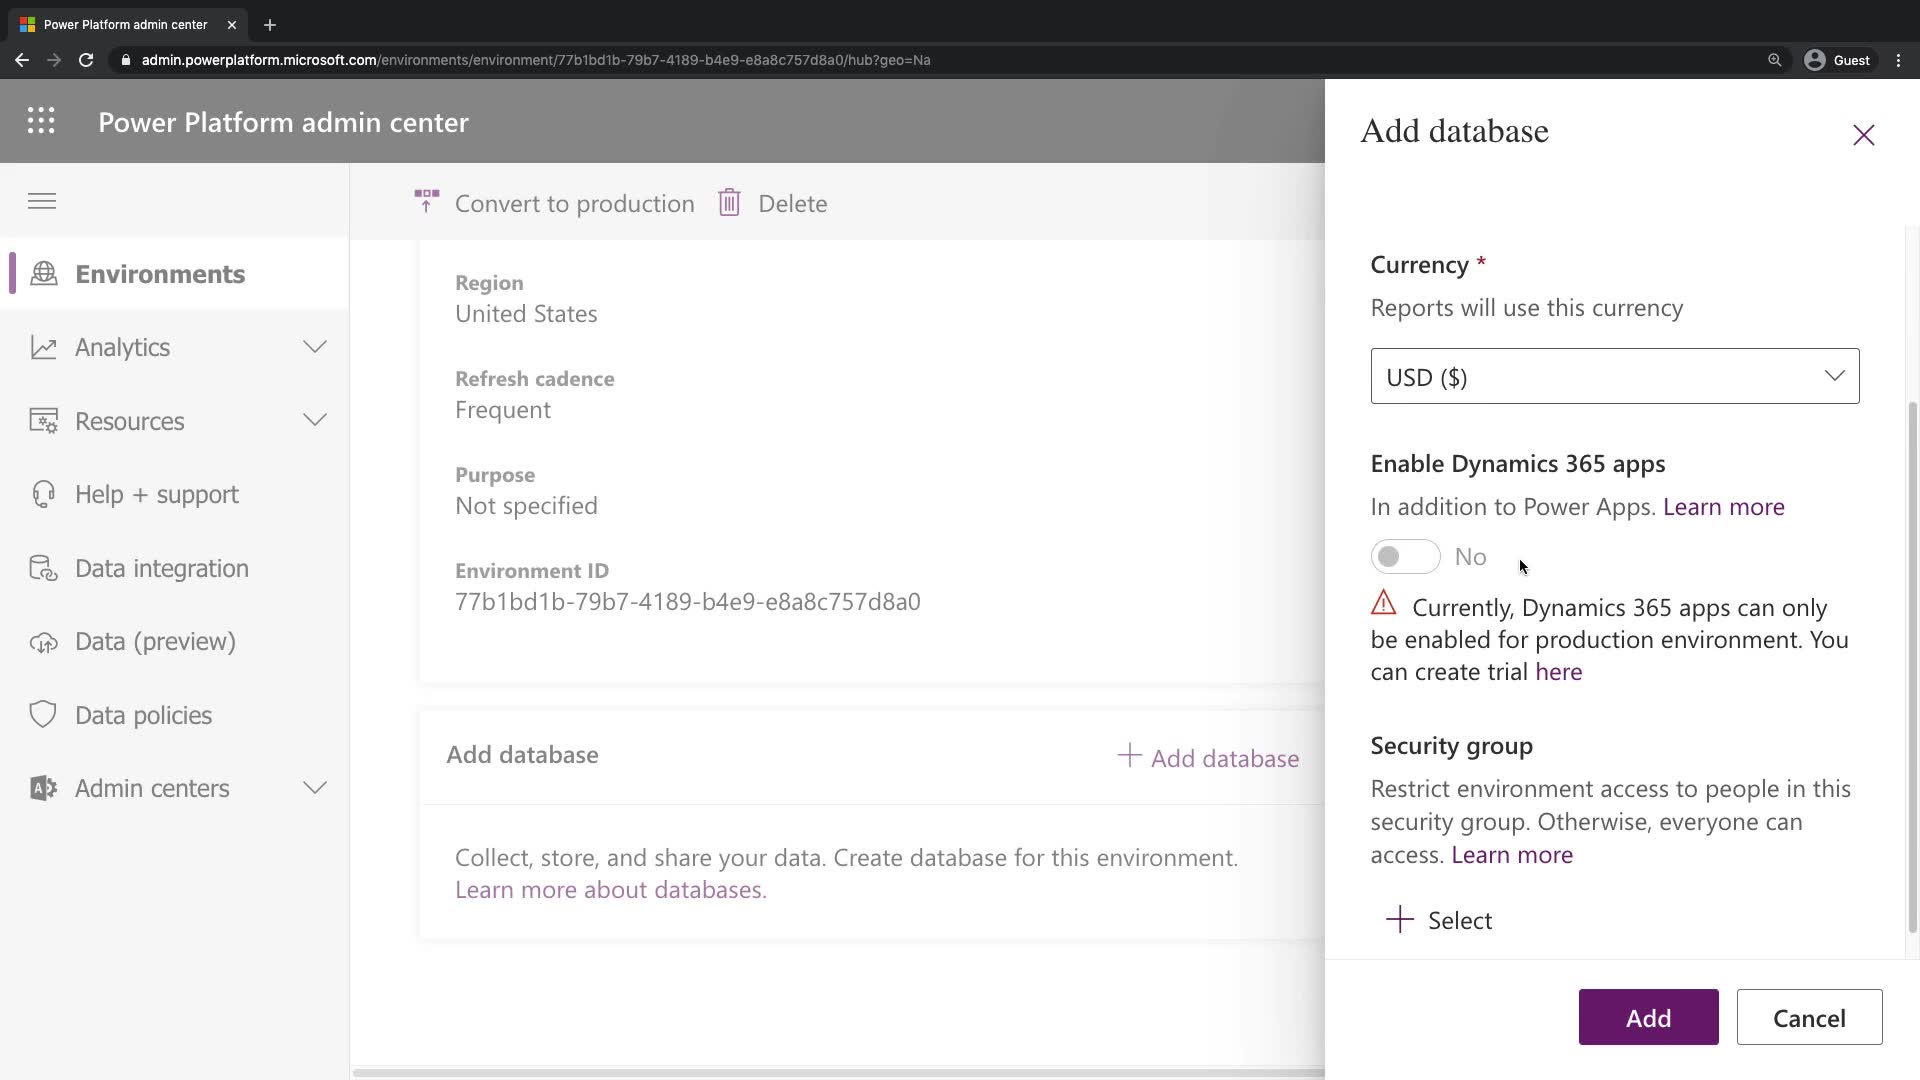 Power Platform admin center
admin.powerplatform.microsoft.com/environments/environment/77b1bd1b-79b7-4189-b4e9-e8a8c757d8a0/hub?geo=Na
Guest
Power Platform admin center
Convert to production
Delete
Environments
Analytics
Resources
Help + support
Data integration
Data (preview)
Data policies
Admin centers
Region
United States
Refresh cadence
Frequent
Purpose
Not specified
Environment ID
77b1bd1b-79b7-4189-b4e9-e8a8c757d8a0
Add database
Add database
Collect, store, and share your data. Create database for this environment.
Learn more about databases.
Add database
Currency *
Reports will use this currency
USD ($)
Enable Dynamics 365 apps
In addition to Power Apps. Learn more
No
Currently, Dynamics 365 apps can only
be enabled for production environment. You
can create trial here
Security group
Restrict environment access to people in this
security group. Otherwise, everyone can
access. Learn more
Select
Add
Cancel